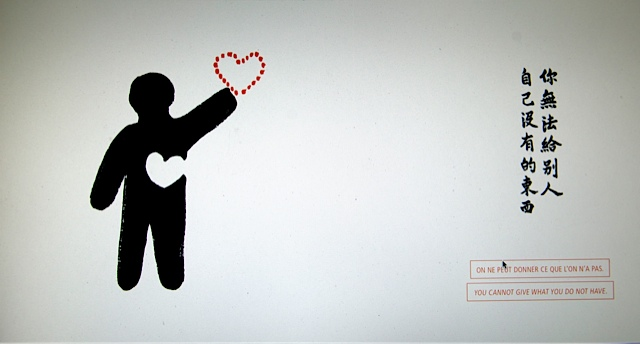 你無法給別人
自己沒有的東西
ON NE PEUT DONNER CE QUE L'ON N'A PAS.
YOU CANNOT GIVE WHAT YOU DO NOT HAVE.